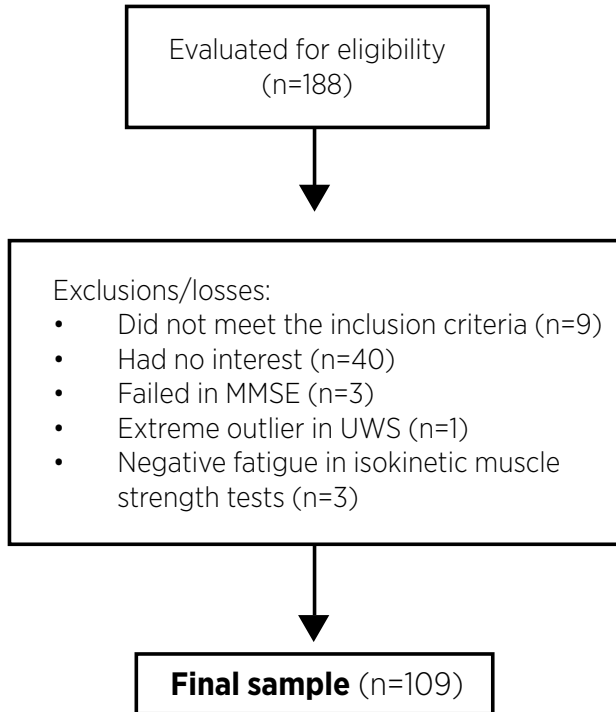 Evaluated for eligibility
(n=188)
Exclusions/losses:
• Did not meet the inclusion criteria (n=9)
• Had no interest (n=40)
• Failed in MMSE (n=3)
• Extreme outlier in UWS (n=1)
• Negative fatigue in isokinetic muscle
strength tests (n=3)
Final sample (n=109)